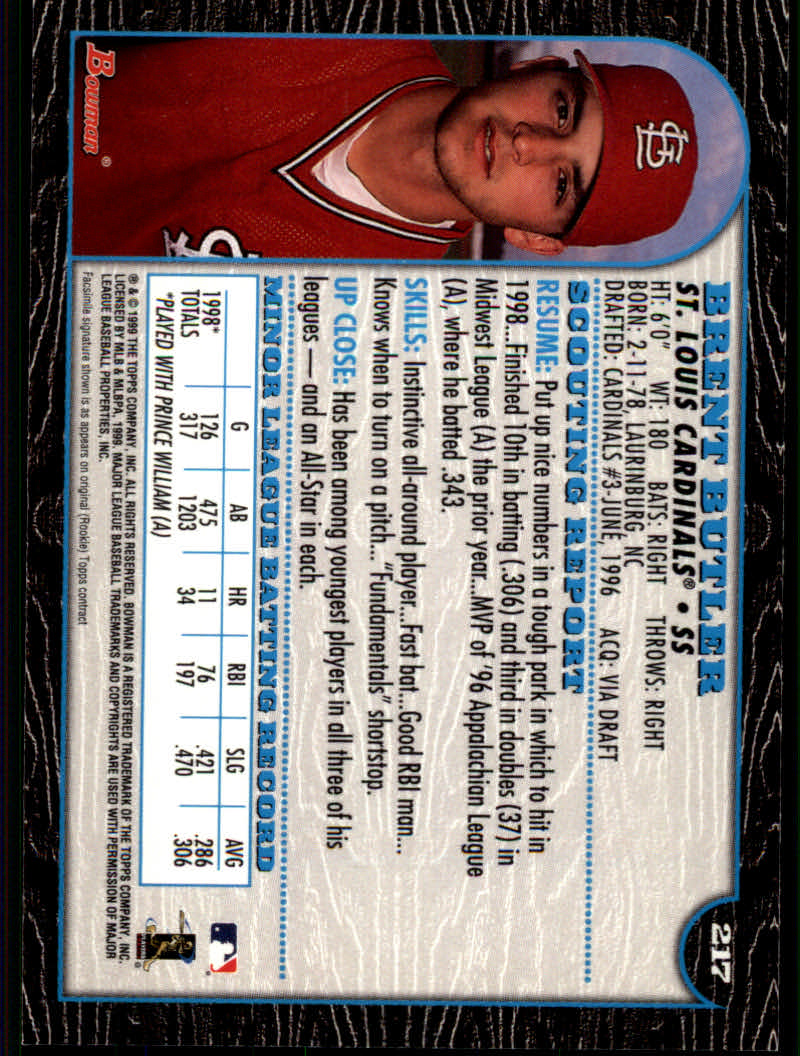 217
BRENT BUTLER
ST. LOUIS CARDINALS® • SS
HT: 6'0" WT: 180 BATS: RIGHT THROWS: RIGHT
BORN: 2-11-78, LAURINBURG, NC
DRAFTED: CARDINALS #3-JUNE, 1996 ACQ: VIA DRAFT
SCOUTING REPORT
RESUME: Put up nice numbers in a tough park in which to hit in
1998...Finished 10th in batting (.306) and third in doubles (37) in
Midwest League (A) the prior year...MVP of '96 Appalachian League
(A), where he batted .343.
SKILLS: Instinctive all-around player...Fast bat...Good RBI man...
Knows when to turn on a pitch..."Fundamentals" shortstop.
UP CLOSE: Has been among youngest players in all three of his
leagues — and an All-Star in each.
Bowman®
MINOR LEAGUE BATTING RECORD
G AB HR RBI SLG AVG
1998* 126 475 11 76 .421 .286
TOTALS 317 1203 34 197 .470 .306
*PLAYED WITH PRINCE WILLIAM (A)
® & © 1999 THE TOPPS COMPANY, INC. ALL RIGHTS RESERVED. BOWMAN IS A REGISTERED TRADEMARK OF THE TOPPS COMPANY, INC.
LICENSED BY MLB & MLBPA, 1999. MAJOR LEAGUE BASEBALL TRADEMARKS AND COPYRIGHTS ARE USED WITH PERMISSION OF MAJOR
LEAGUE BASEBALL PROPERTIES, INC.
Facsimile signature shown is as appears on original (Rookie) Topps contract